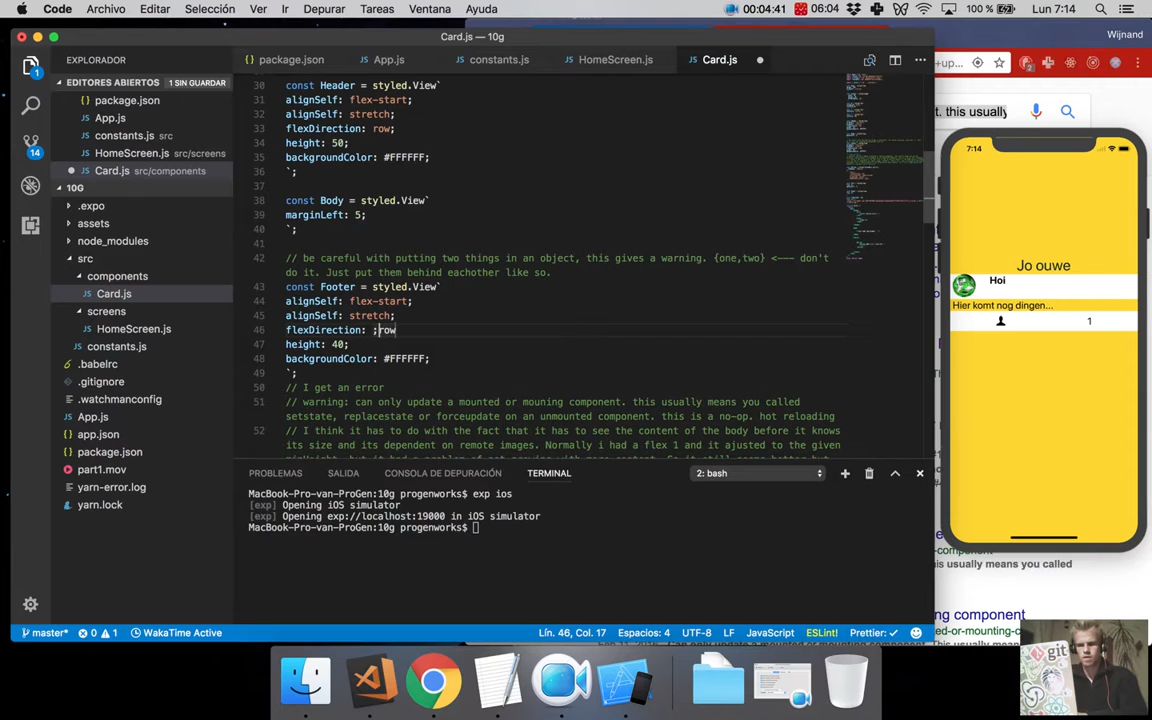 Code Archivo Editar Selección Ver Ir Depurar Tareas Ventana Ayuda 00:04:41 06:04 100 % Lun 7:14
Card.js — 10g
Wijnand
EXPLORADOR
package.json App.js constants.js HomeScreen.js Card.js
EDITORES ABIERTOS 1 SIN GUARDAR
package.json
App.js
constants.js src
HomeScreen.js src/screens
Card.js src/components
10G
.expo
assets
node_modules
src
components
Card.js
screens
HomeScreen.js
constants.js
.babelrc
.gitignore
.watchmanconfig
App.js
app.json
package.json
part1.mov
yarn-error.log
yarn.lock
1
14
30 const Header = styled.View`
31 alignSelf: flex-start;
32 alignSelf: stretch;
33 flexDirection: row;
34 height: 50;
35 backgroundColor: #FFFFFF;
36 `;
37
38 const Body = styled.View`
39 marginLeft: 5;
40 `;
41
42 // be careful with putting two things in an object, this gives a warning. {one,two} <--- don't
do it. Just put them behind eachother like so.
43 const Footer = styled.View`
44 alignSelf: flex-start;
45 alignSelf: stretch;
46 flexDirection: ;row
47 height: 40;
48 backgroundColor: #FFFFFF;
49 `;
50 // I get an error
51 // warning: can only update a mounted or mouning component. this usually means you called
setstate, replacestate or forceupdate on an unmounted component. this is a no-op. hot reloading
52 // I think it has to do with the fact that it has to see the content of the body before it knows
its size and its dependent on remote images. Normally i had a flex 1 and it ajusted to the given
PROBLEMAS SALIDA CONSOLA DE DEPURACIÓN TERMINAL 2: bash
MacBook-Pro-van-ProGen:10g progenworks$ exp ios
[exp] Opening iOS simulator
[exp] Opening exp://localhost:19000 in iOS simulator
MacBook-Pro-van-ProGen:10g progenworks$
master* 0 1 WakaTime Active Lín. 46, Col. 17 Espacios: 4 UTF-8 LF JavaScript ESLint! Prettier: ✓
+up...
t. this usually
7:14
Jo ouwe
Hoi
Hier komt nog dingen...
1
-component
his usually means you called
ing component
ed-or-mounting-c
git